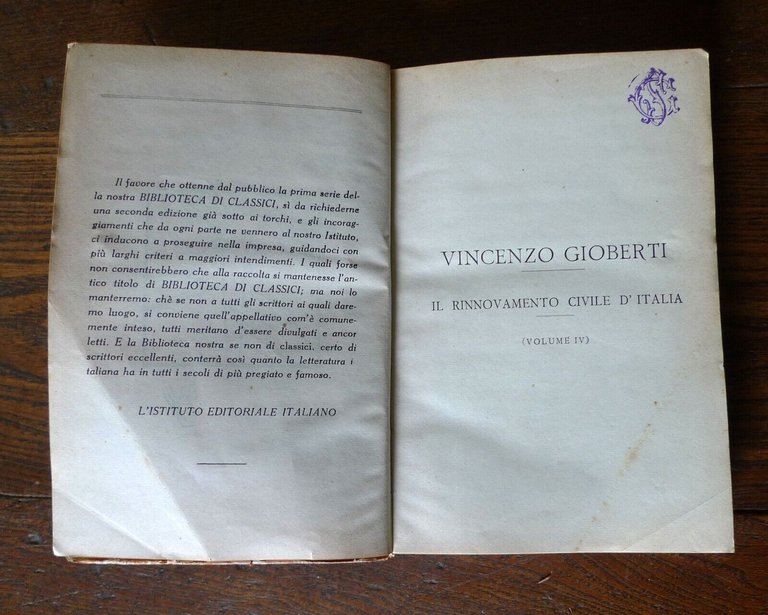 Il favore che ottenne dal pubblico la prima serie del-
la nostra BIBLIOTECA DI CLASSICI, sì da richiederne
una seconda edizione già sotto ai torchi, e gli incorag-
giamenti che da ogni parte ne vennero al nostro Istituto,
ci inducono a proseguire nella impresa, guidandoci con
più larghi criteri a maggiori intendimenti. I quali forse
non consentirebbero che alla raccolta si mantenesse l'an-
tico titolo di BIBLIOTECA DI CLASSICI; ma noi lo
manterremo: chè se non a tutti gli scrittori ai quali dare-
mo luogo, si conviene quell'appellativo com'è comune-
mente inteso, tutti meritano d'essere divulgati e ancor
letti. E la Biblioteca nostra se non di classici, certo di
scrittori eccellenti, conterrà così quanto la letteratura i
taliana ha in tutti i secoli di più pregiato e famoso.
L'ISTITUTO EDITORIALE ITALIANO
VINCENZO GIOBERTI
IL RINNOVAMENTO CIVILE D'ITALIA
(VOLUME IV)